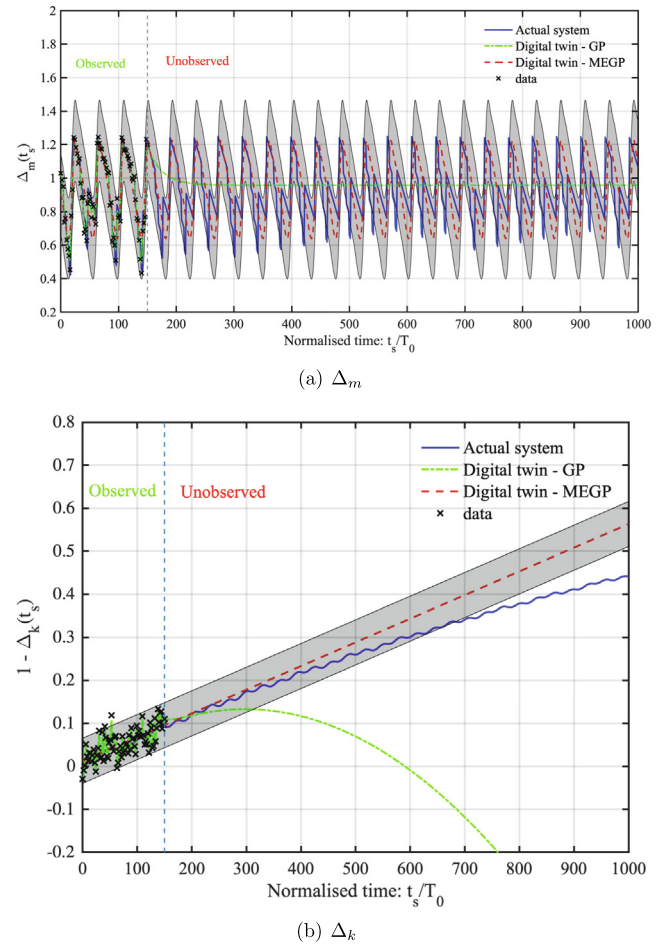 2
1.8
1.6
1.4
1.2
1
0.8
0.6
0.4
0.2
Δm(ts)
Observed
Unobserved
Actual system
Digital twin - GP
Digital twin - MEGP
data
0 100 200 300 400 500 600 700 800 900 1000
Normalised time: ts/T0
(a) Δm
0.8
0.7
0.6
0.5
0.4
0.3
0.2
0.1
0
-0.1
-0.2
1 - Δk(ts)
Observed
Unobserved
Actual system
Digital twin - GP
Digital twin - MEGP
data
0 100 200 300 400 500 600 700 800 900 1000
Normalised time: ts/T0
(b) Δk